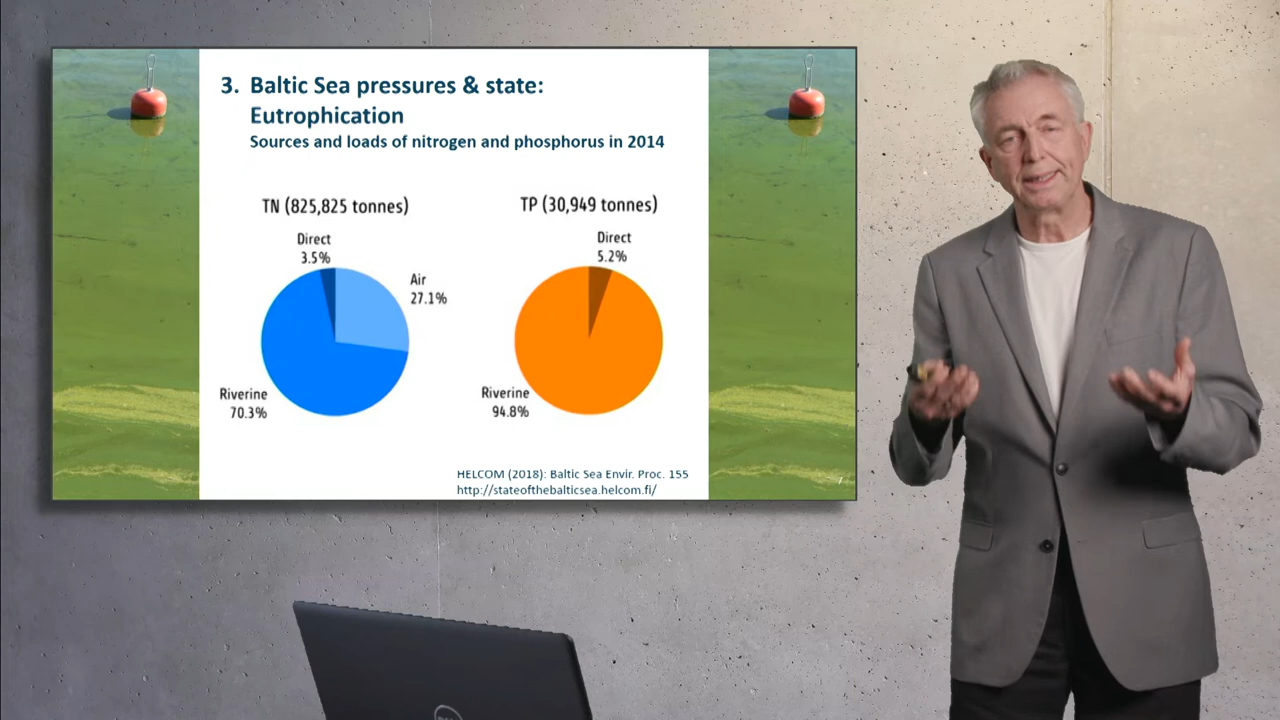 3. Baltic Sea pressures & state:
Eutrophication
Sources and loads of nitrogen and phosphorus in 2014
TN (825,825 tonnes)
Direct
3.5%
Air
27.1%
Riverine
70.3%
TP (30,949 tonnes)
Direct
5.2%
Riverine
94.8%
HELCOM (2018): Baltic Sea Envir. Proc. 155
http://stateofthebalticsea.helcom.fi/